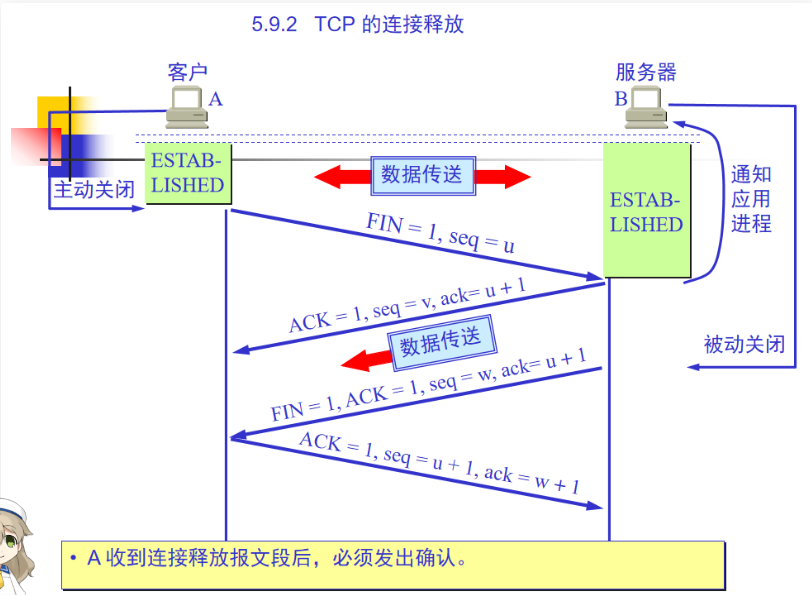 5.9.2 TCP 的连接释放
客户
A
服务器
B
ESTAB-
LISHED
主动关闭
数据传送
ESTAB-
LISHED
通知
应用
进程
FIN = 1, seq = u
ACK = 1, seq = v, ack= u + 1
数据传送
被动关闭
FIN = 1, ACK = 1, seq = w, ack= u + 1
ACK = 1, seq = u + 1, ack = w + 1
• A 收到连接释放报文段后，必须发出确认。